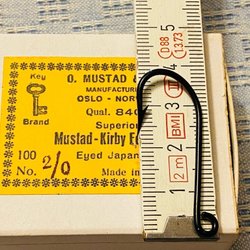 Key
Brand
O. MUSTAD &
MANUFACTUR
OSLO - NOR
Qual. 840
Superior
Mustad-Kirby
Eyed Japan
100
No. 2/0
Made in
D 88
1373
5
4
3
2
1
BMI
2 m